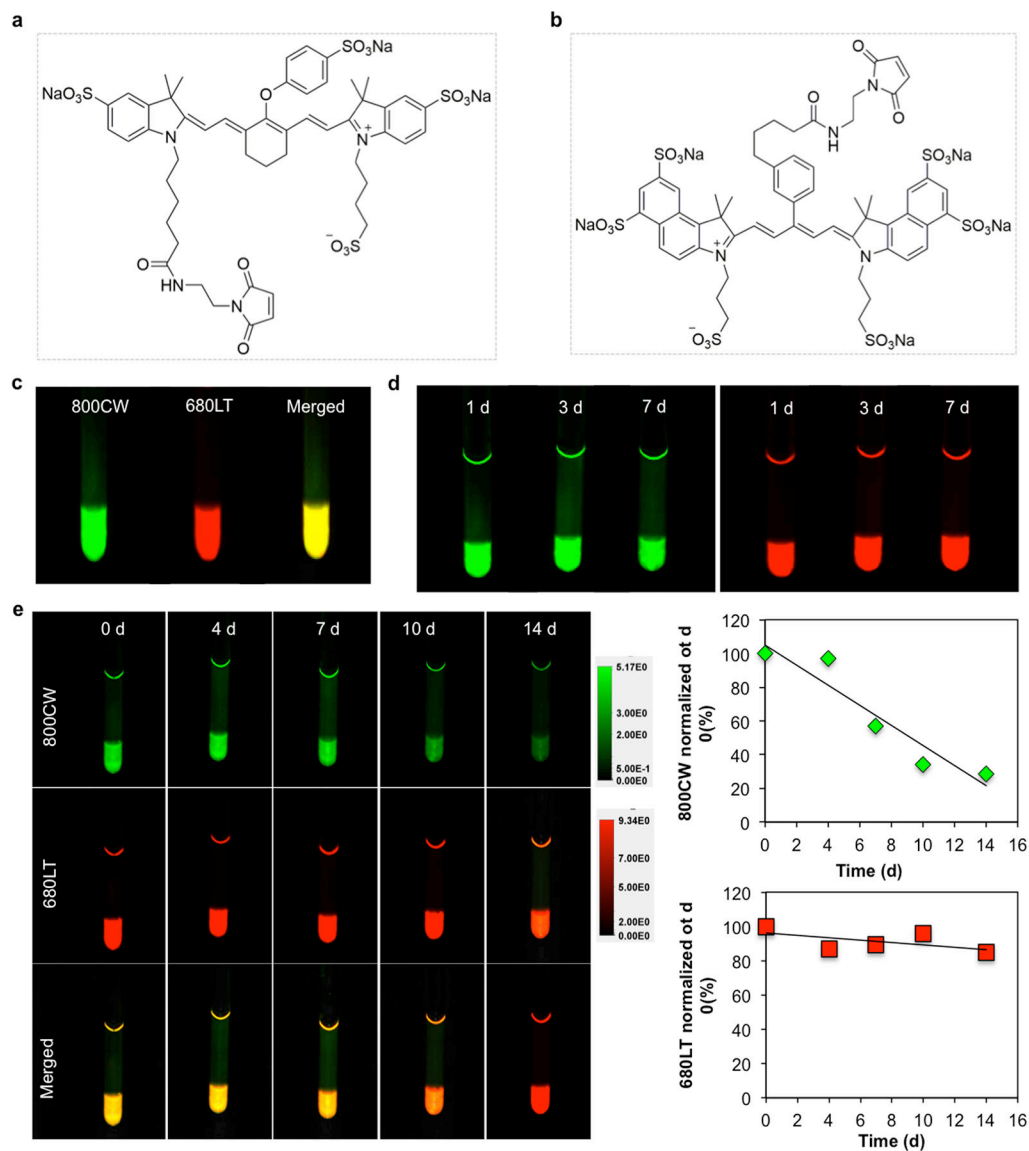 a
b
SO3Na
NaO3S
SO3Na
O
N
N
+
O
NH
N
O
O
−
O3S
O
N
O
O
N
H
SO3Na
SO3Na
NaO3S
SO3Na
N
+
N
−
O3S
SO3Na
c
800CW
680LT
Merged
d
1 d
3 d
7 d
1 d
3 d
7 d
e
0 d
4 d
7 d
10 d
14 d
800CW
680LT
Merged
5.17E0
3.00E0
2.00E0
5.00E-1
0.00E0
9.34E0
7.00E0
5.00E0
2.00E0
0.00E0
800CW normalized ot d
0(%)
120
100
80
60
40
20
0
0 2 4 6 8 10 12 14 16
Time (d)
680LT normalized ot d
0(%)
120
100
80
60
40
20
0
0 2 4 6 8 10 12 14 16
Time (d)